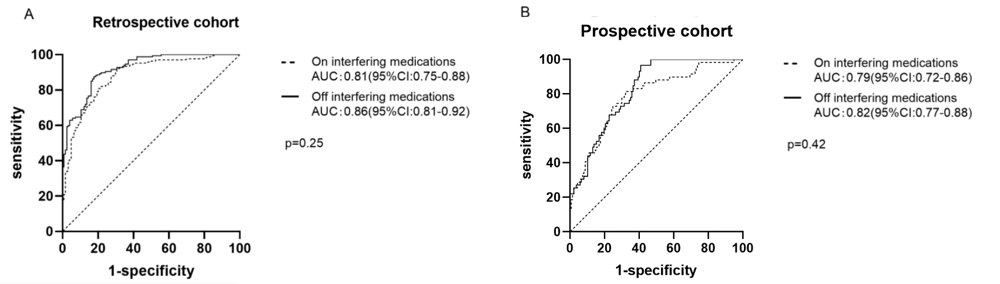 A
Retrospective cohort
100
80
60
40
20
0
0 20 40 60 80 100
sensitivity
1-specificity
On interfering medications
AUC:0.81(95%CI:0.75-0.88)
Off interfering medications
AUC:0.86(95%CI:0.81-0.92)
p=0.25
B
Prospective cohort
100
80
60
40
20
0
0 20 40 60 80 100
sensitivity
1-specificity
On interfering medications
AUC:0.79(95%CI:0.72-0.86)
Off interfering medications
AUC:0.82(95%CI:0.77-0.88)
p=0.42